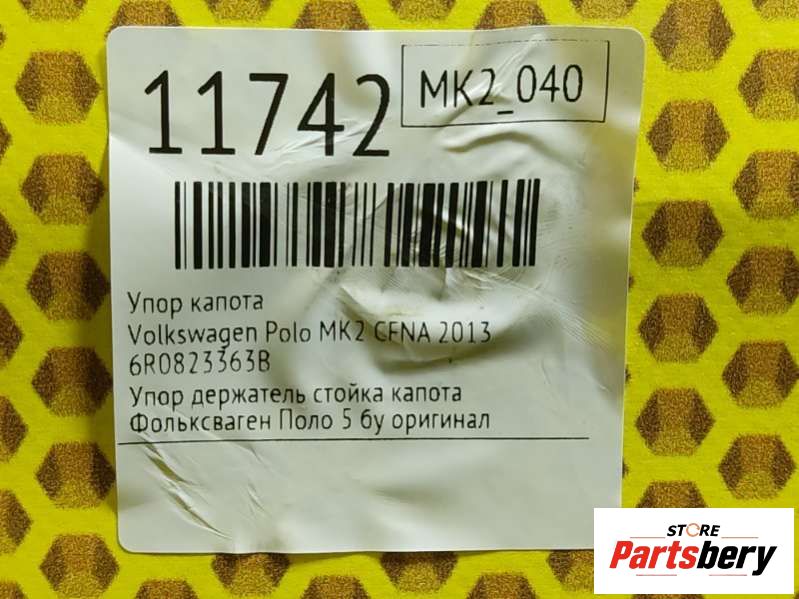 11742
MK2_040
Упор капота
Volkswagen Polo MK2 CFNA 2013
6R0823363B
Упор держатель стойка капота
Фольксваген Поло 5 бу оригинал
STORE
Partsbery